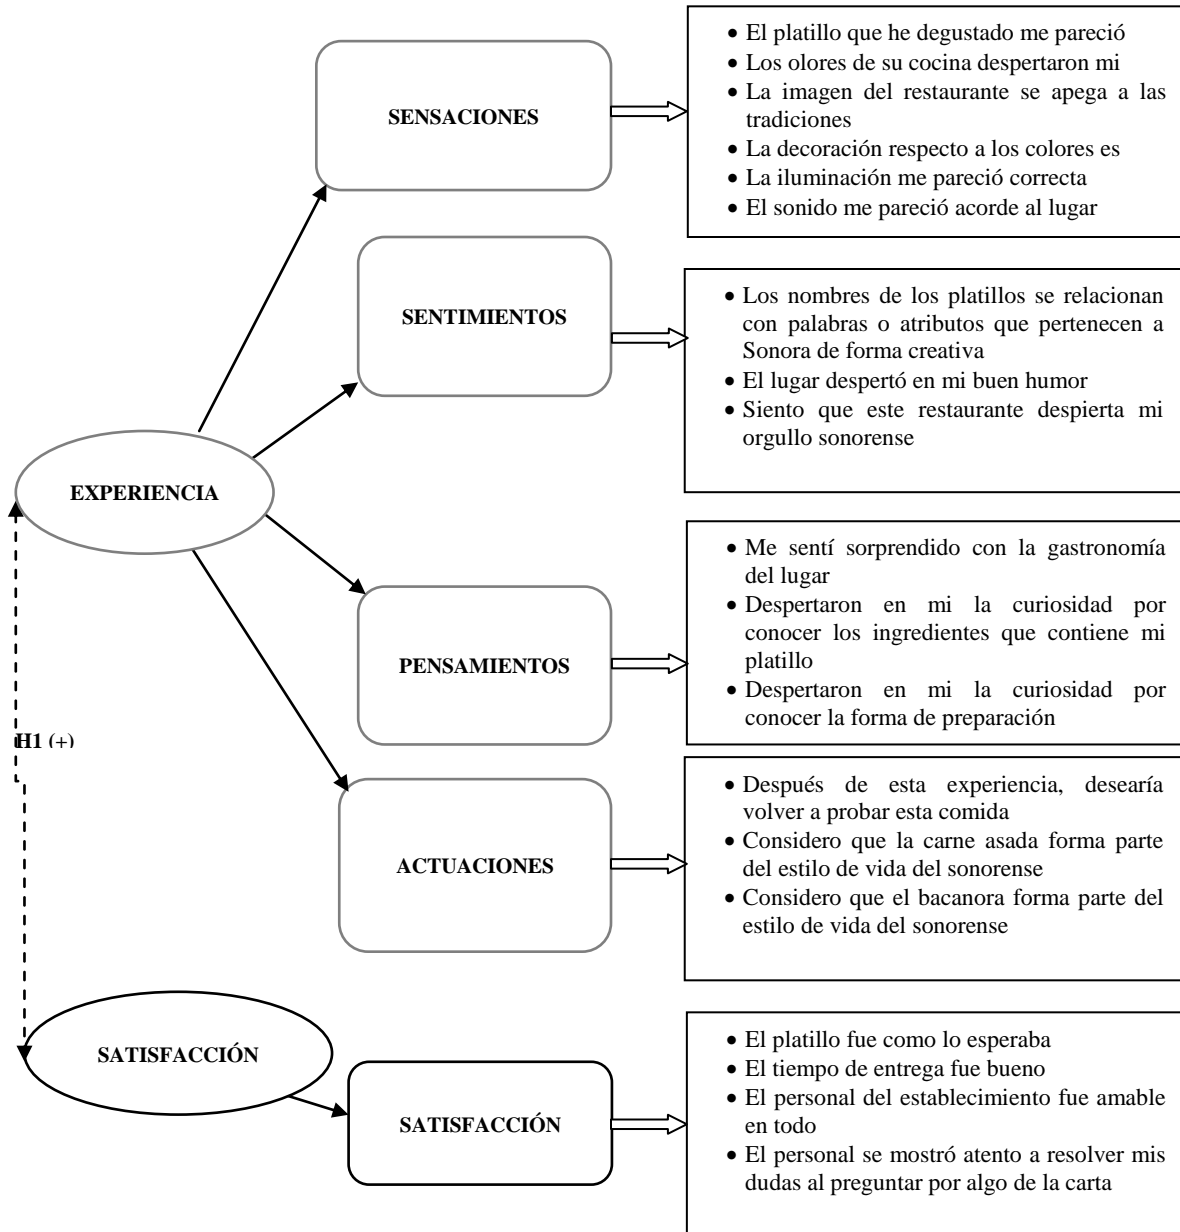 SENSACIONES
• El platillo que he degustado me pareció
• Los olores de su cocina despertaron mi
• La imagen del restaurante se apega a las
tradiciones
• La decoración respecto a los colores es
• La iluminación me pareció correcta
• El sonido me pareció acorde al lugar
SENTIMIENTOS
• Los nombres de los platillos se relacionan
con palabras o atributos que pertenecen a
Sonora de forma creativa
• El lugar despertó en mi buen humor
• Siento que este restaurante despierta mi
orgullo sonorense
EXPERIENCIA
PENSAMIENTOS
• Me sentí sorprendido con la gastronomía
del lugar
• Despertaron en mi la curiosidad por
conocer los ingredientes que contiene mi
platillo
• Despertaron en mi la curiosidad por
conocer la forma de preparación
H1 (+)
ACTUACIONES
• Después de esta experiencia, desearía
volver a probar esta comida
• Considero que la carne asada forma parte
del estilo de vida del sonorense
• Considero que el bacanora forma parte del
estilo de vida del sonorense
SATISFACCIÓN
SATISFACCIÓN
• El platillo fue como lo esperaba
• El tiempo de entrega fue bueno
• El personal del establecimiento fue amable
en todo
• El personal se mostró atento a resolver mis
dudas al preguntar por algo de la carta